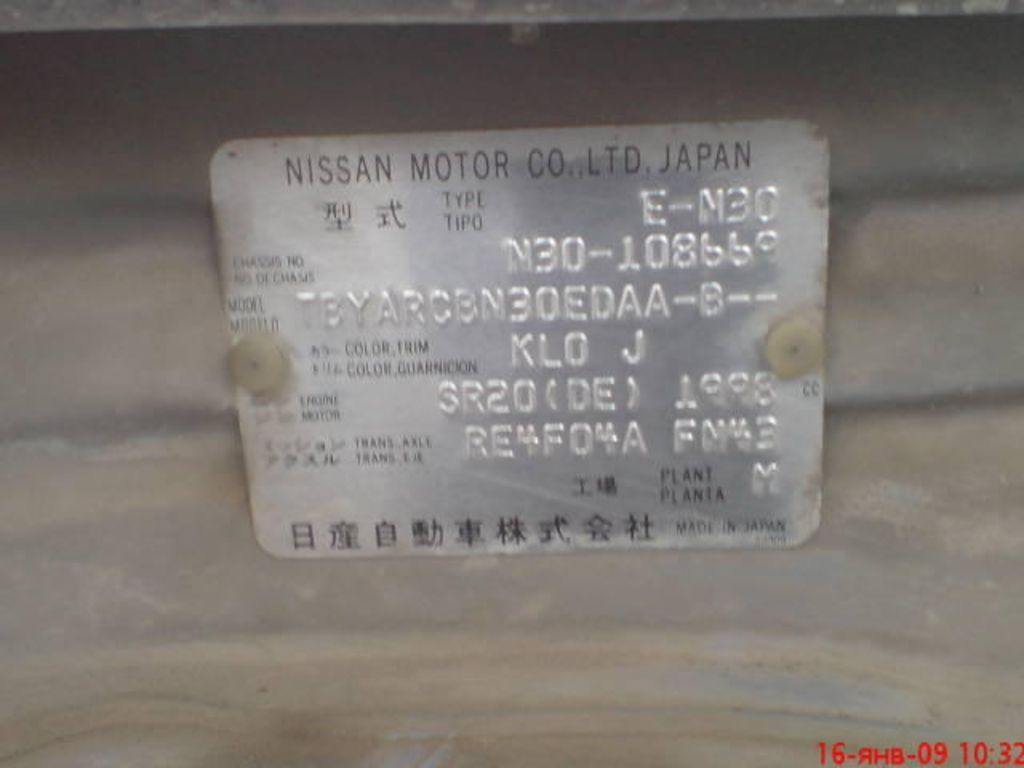 NISSAN MOTOR CO.,LTD. JAPAN
型式 TYPE TIPO E-N30
CHASSIS NO NO DE CHASIS N30-108669
MODEL MODELO TBYARGBN30EDAA-B--
カラー COLOR,TRIM KL0 J
トリム COLOR,GUARNICION
ENGINE MOTOR SR20(DE) 1998 CC
ミッション TRANS. AXLE RE4F04A FN43
アクスル TRANS. EJE
工場 PLANT PLANTA M
日産自動車株式会社 MADE IN JAPAN
16-янв-09 10:32